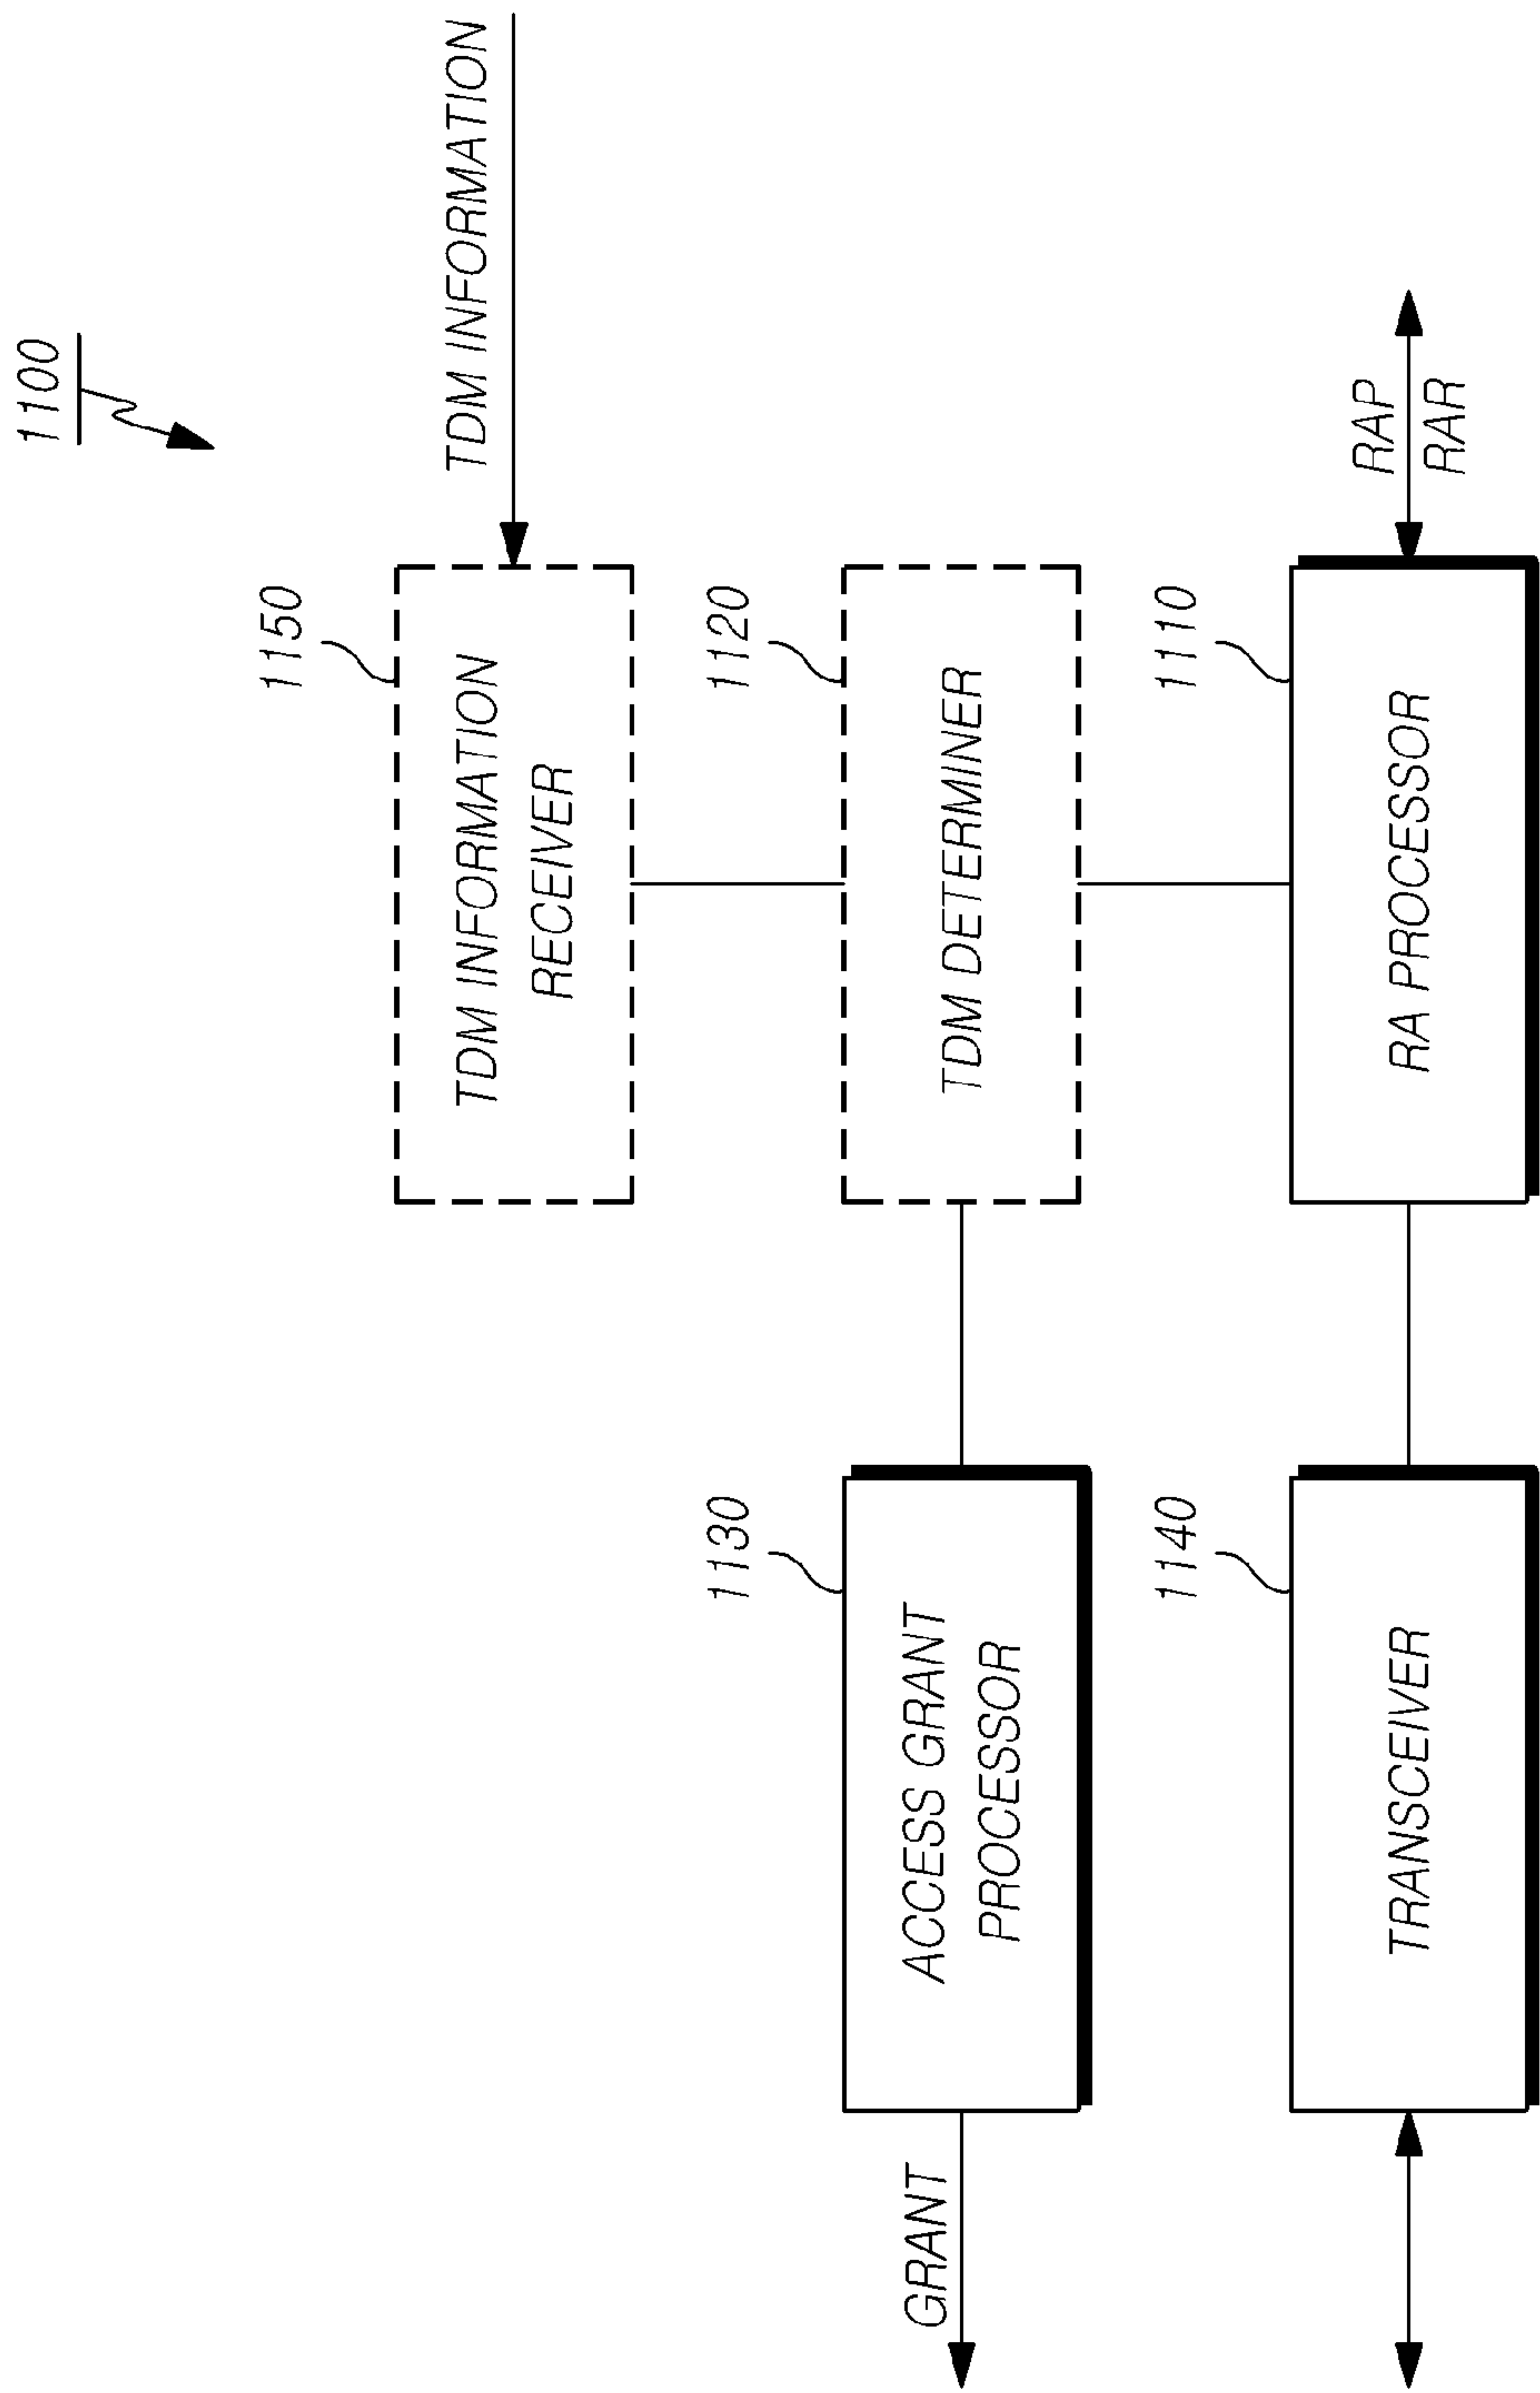 1100
TDM INFORMATION
1150
TDM INFORMATION
RECEIVER
1130
ACCESS GRANT
PROCESSOR
GRANT
1120
TDM DETERMINER
1140
TRANSCEIVER
1110
RA PROCESSOR
RAP
RAR